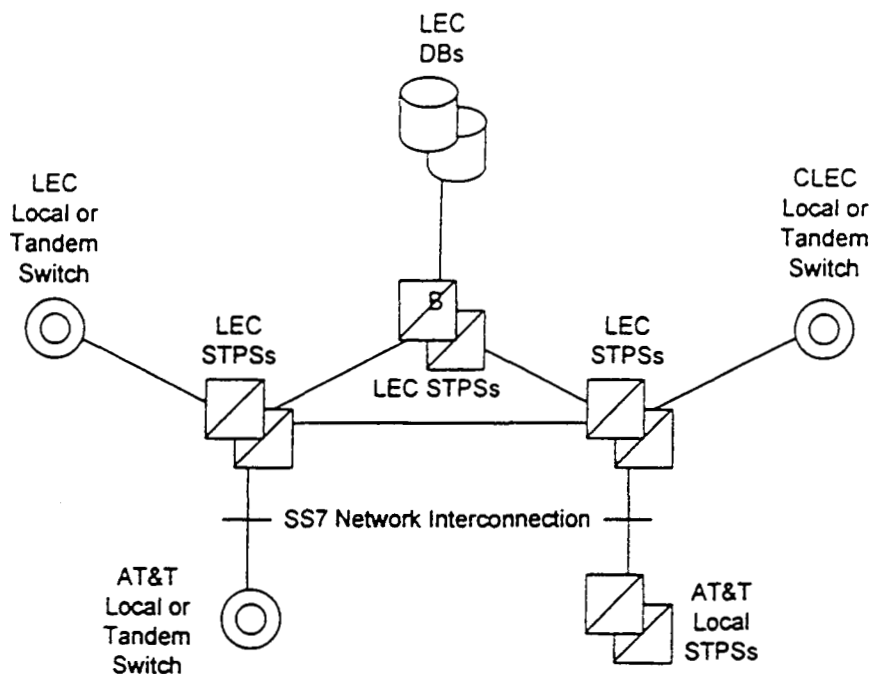 LEC
DBs
LEC
Local or
Tandem
Switch
CLEC
Local or
Tandem
Switch
S
LEC
STPSs
LEC
STPSs
LEC STPSs
SS7 Network Interconnection
AT&T
Local or
Tandem
Switch
AT&T
Local
STPSs